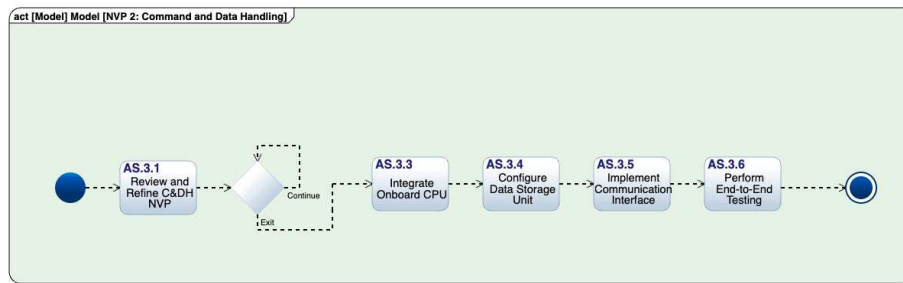 act [Model] Model [NVP 2: Command and Data Handling]
AS.3.1
Review and
Refine C&DH
NVP
Continue
Exit
AS.3.3
Integrate
Onboard CPU
AS.3.4
Configure
Data Storage
Unit
AS.3.5
Implement
Communication
Interface
AS.3.6
Perform
End-to-End
Testing